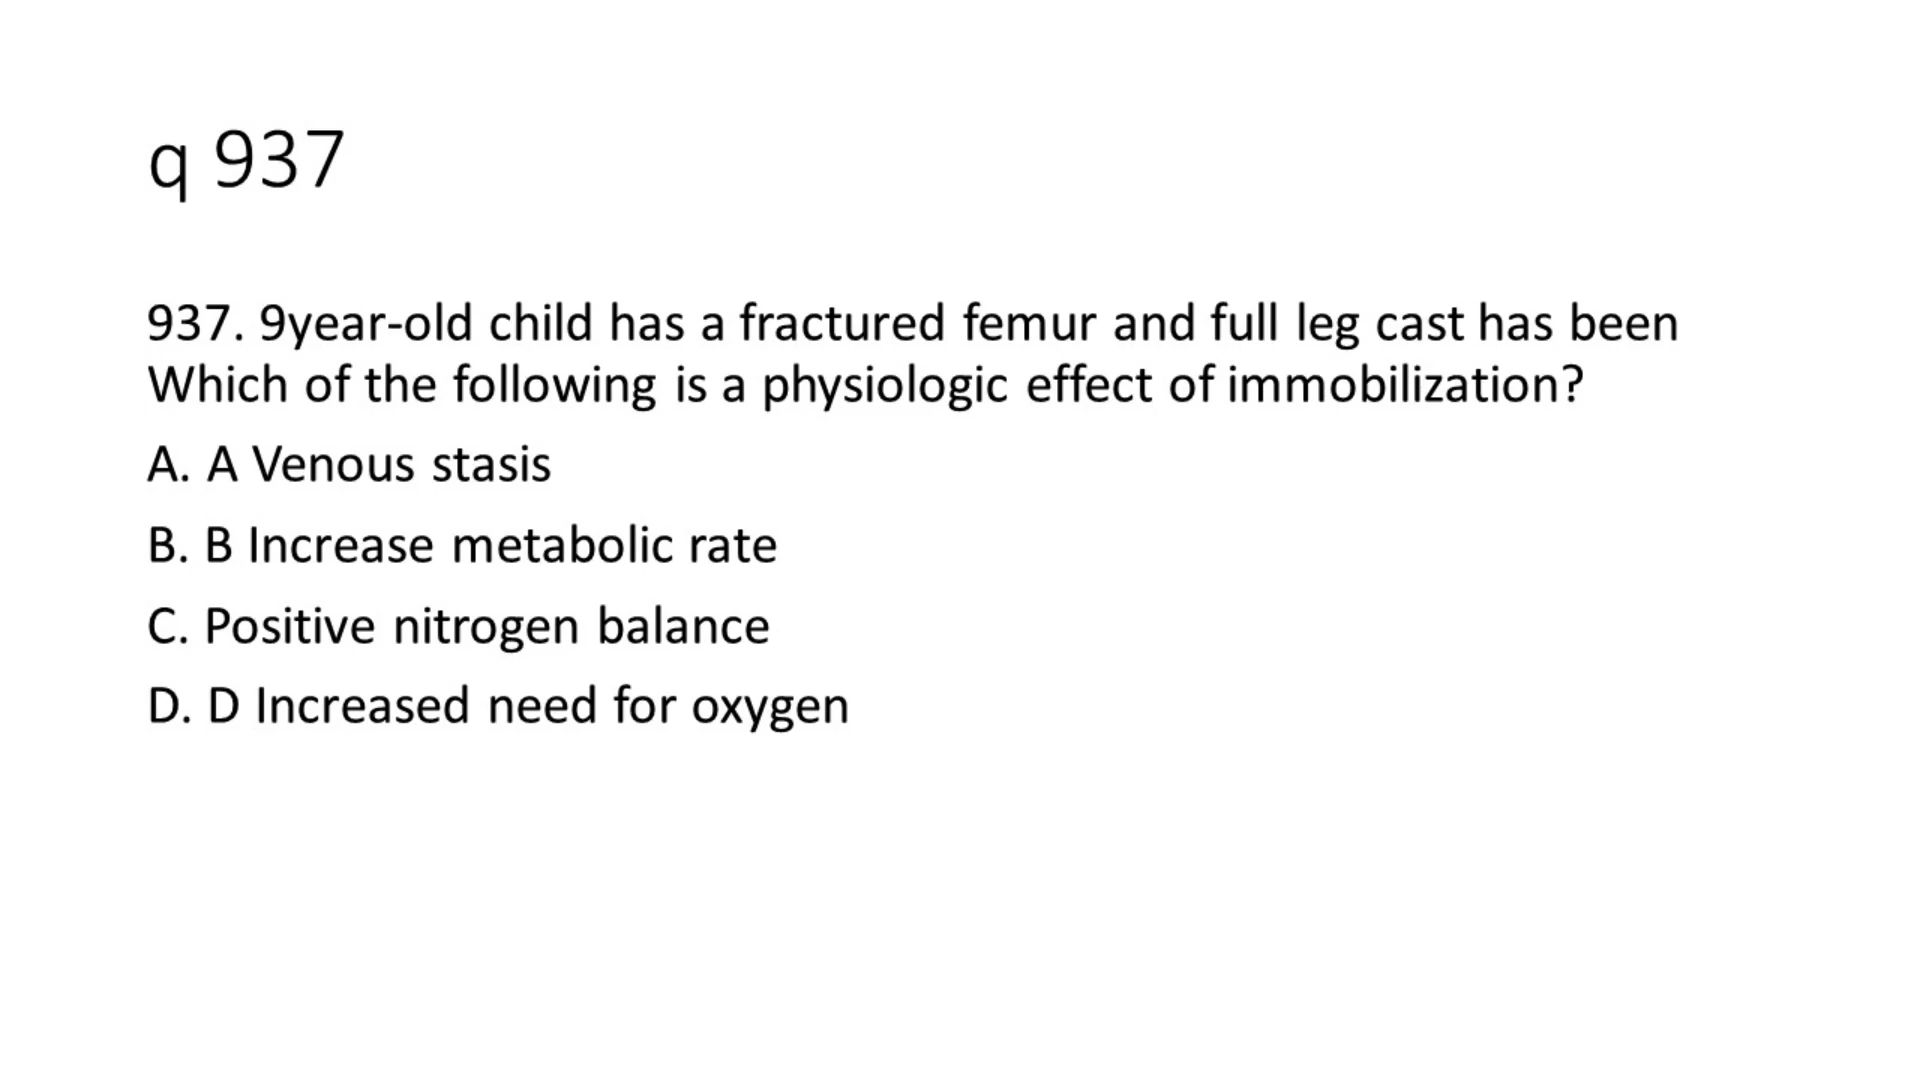 q 937
937. 9year-old child has a fractured femur and full leg cast has been
Which of the following is a physiologic effect of immobilization?
A. A Venous stasis
B. B Increase metabolic rate
C. Positive nitrogen balance
D. D Increased need for oxygen